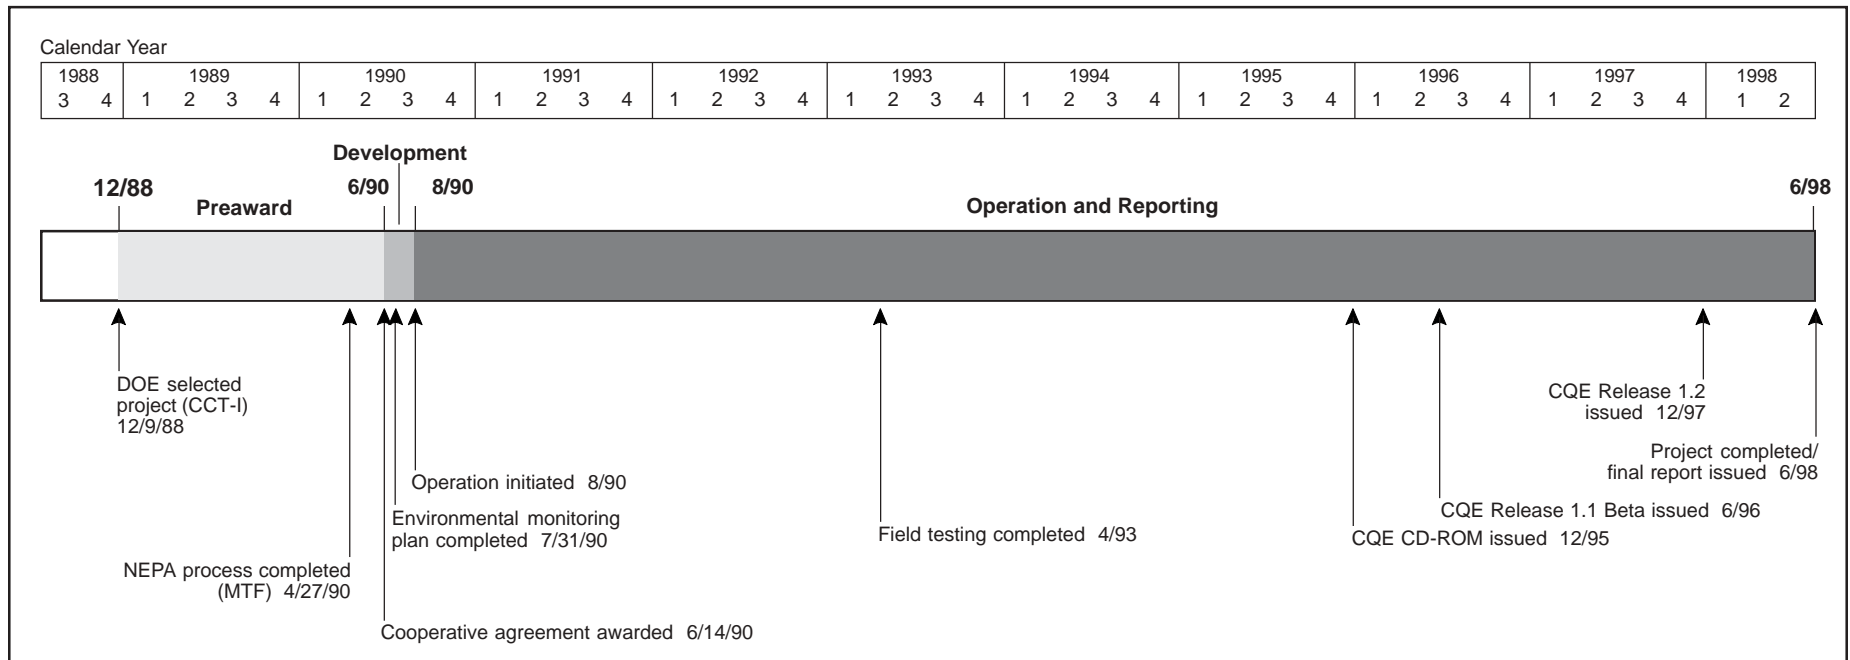 Calendar Year
1988 1989 1990 1991 1992 1993 1994 1995 1996 1997 1998
3 4 1 2 3 4 1 2 3 4 1 2 3 4 1 2 3 4 1 2 3 4 1 2 3 4 1 2 3 4 1 2 3 4 1 2 3 4 1 2
Development
12/88 6/90 8/90 6/98
Preaward Operation and Reporting
DOE selected
project (CCT-I)
12/9/88
CQE Release 1.2
issued 12/97
Project completed/
final report issued 6/98
Operation initiated 8/90
Environmental monitoring
plan completed 7/31/90
CQE Release 1.1 Beta issued 6/96
Field testing completed 4/93
CQE CD-ROM issued 12/95
NEPA process completed
(MTF) 4/27/90
Cooperative agreement awarded 6/14/90